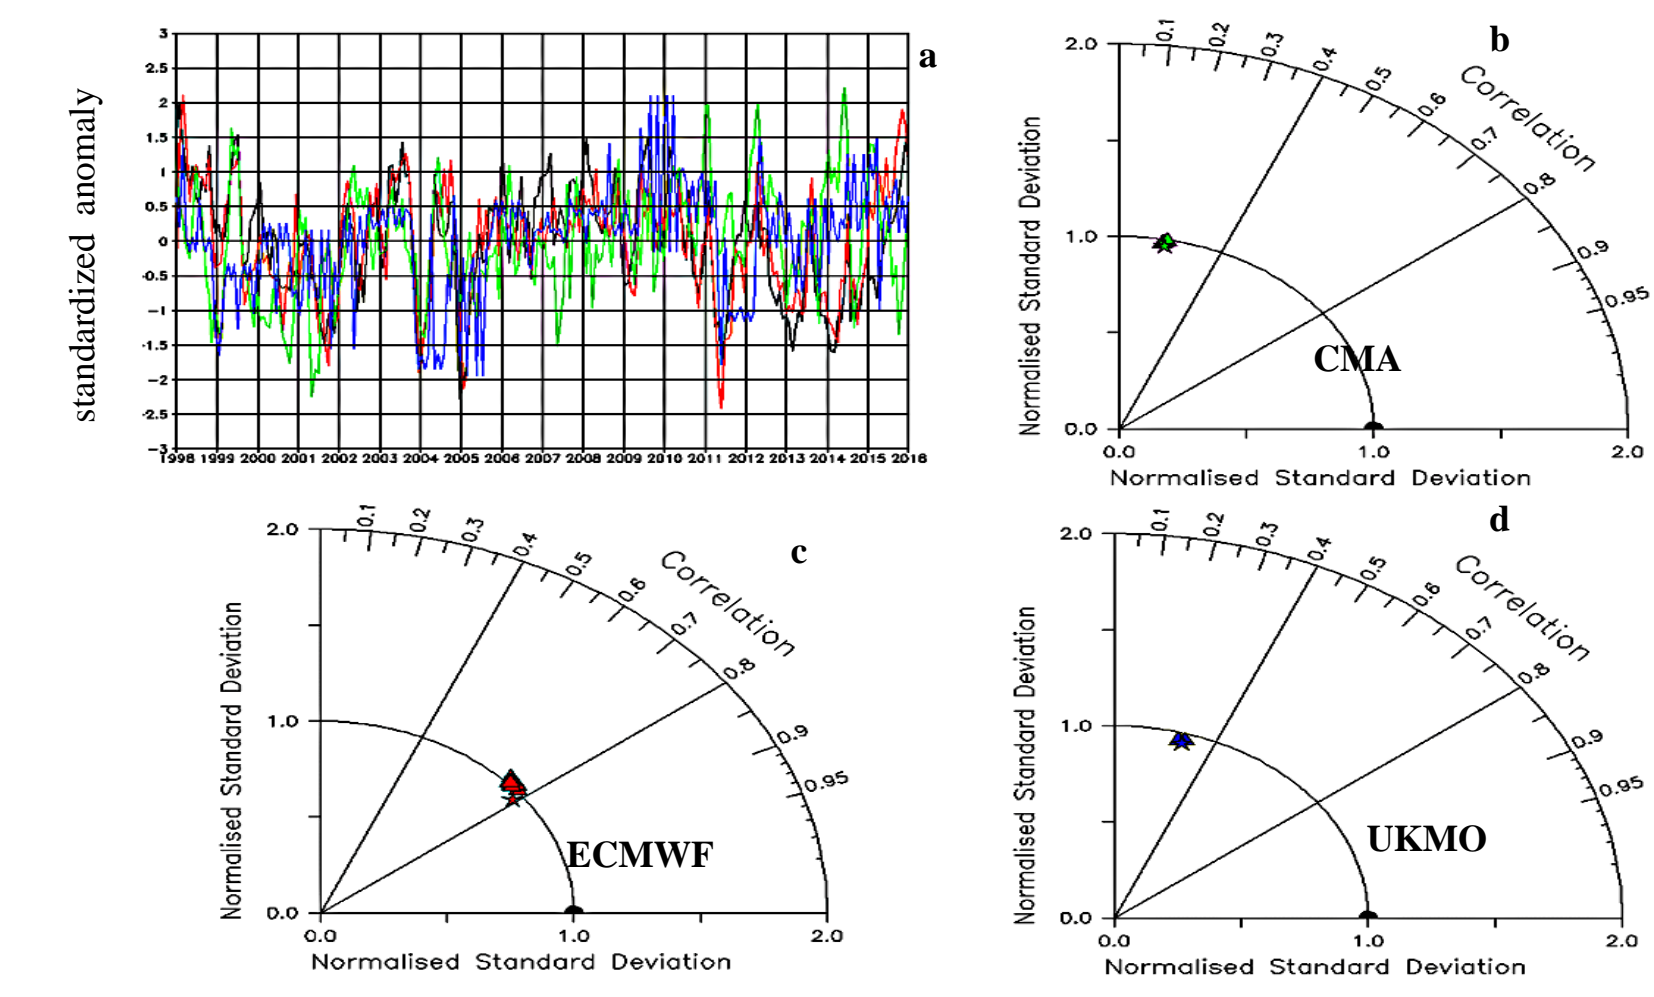 a
standardized anomaly
3
2.5
2
1.5
1
0.5
0
-0.5
-1
-1.5
-2
-2.5
-3
1998 1999 2000 2001 2002 2003 2004 2005 2006 2007 2008 2009 2010 2011 2012 2013 2014 2015 2016
b
Correlation
0.1 0.2 0.3 0.4 0.5 0.6 0.7 0.8 0.9 0.95
Normalised Standard Deviation
2.0
1.0
0.0
CMA
1.0 2.0
Normalised Standard Deviation
c
Correlation
0.1 0.2 0.3 0.4 0.5 0.6 0.7 0.8 0.9 0.95
Normalised Standard Deviation
2.0
1.0
0.0
ECMWF
0.0 1.0 2.0
Normalised Standard Deviation
d
Correlation
0.1 0.2 0.3 0.4 0.5 0.6 0.7 0.8 0.9 0.95
Normalised Standard Deviation
2.0
1.0
0.0
UKMO
0.0 1.0 2.0
Normalised Standard Deviation